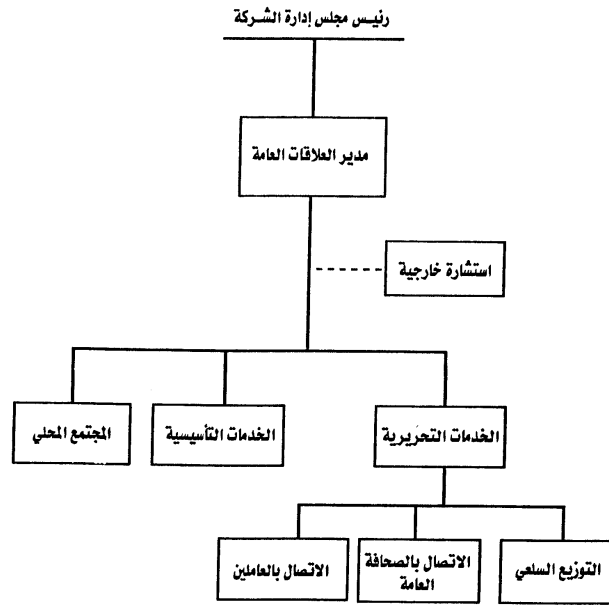 رئيس مجلس إدارة الشركة
مدير العلاقات العامة
استشارة خارجية
الخدمات التحريرية
الخدمات التأسيسية
المجتمع المحلي
التوزيع السلعي
الاتصال بالصحافة
العامة
الاتصال بالعاملين